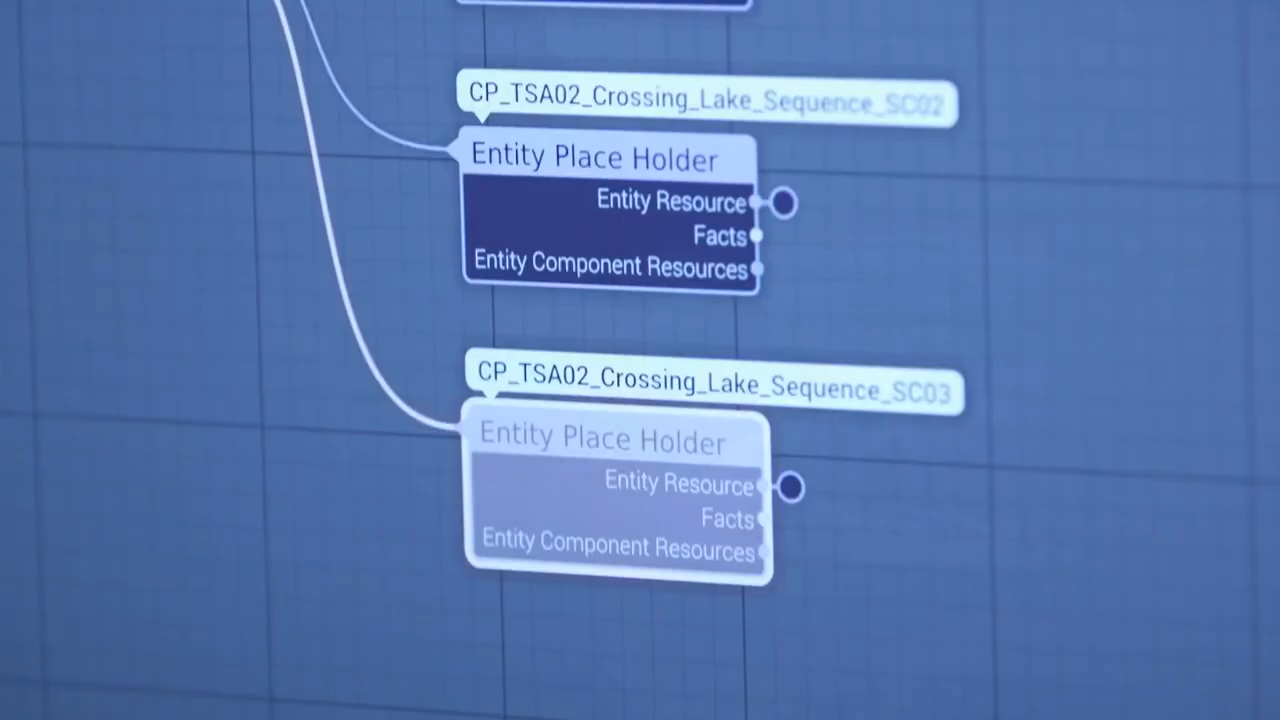 CP_TSA02_Crossing_Lake_Sequence_SC02
Entity Place Holder
Entity Resource
Facts
Entity Component Resources
CP_TSA02_Crossing_Lake_Sequence_SC03
Entity Place Holder
Entity Resource
Facts
Entity Component Resources